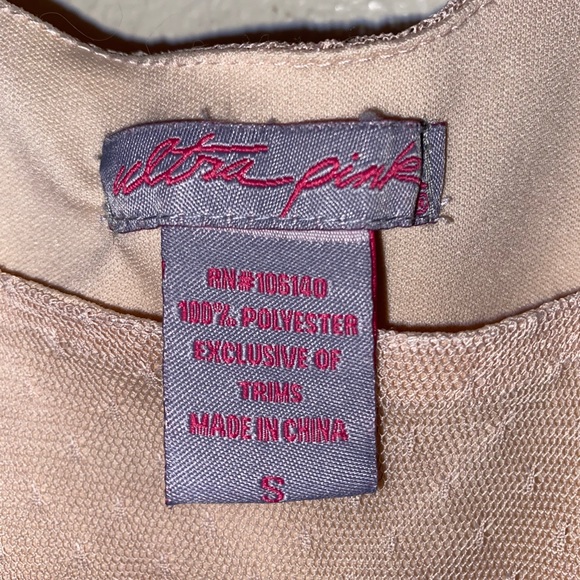 ultra pink
RN#106140
100% POLYESTER
EXCLUSIVE OF
TRIMS
MADE IN CHINA
S